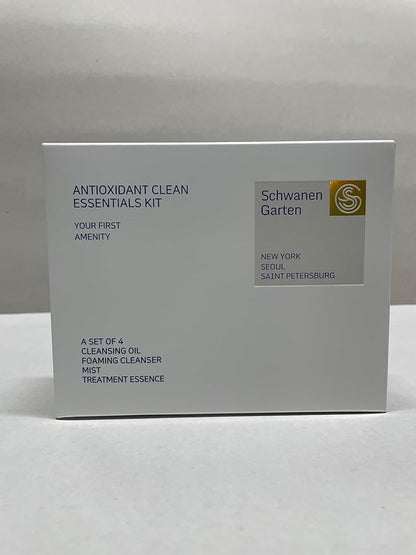 ANTIOXIDANT CLEAN
ESSENTIALS KIT
YOUR FIRST
AMENITY
Schwanen
Garten
NEW YORK
SEOUL
SAINT PETERSBURG
A SET OF 4
CLEANSING OIL
FOAMING CLEANSER
MIST
TREATMENT ESSENCE